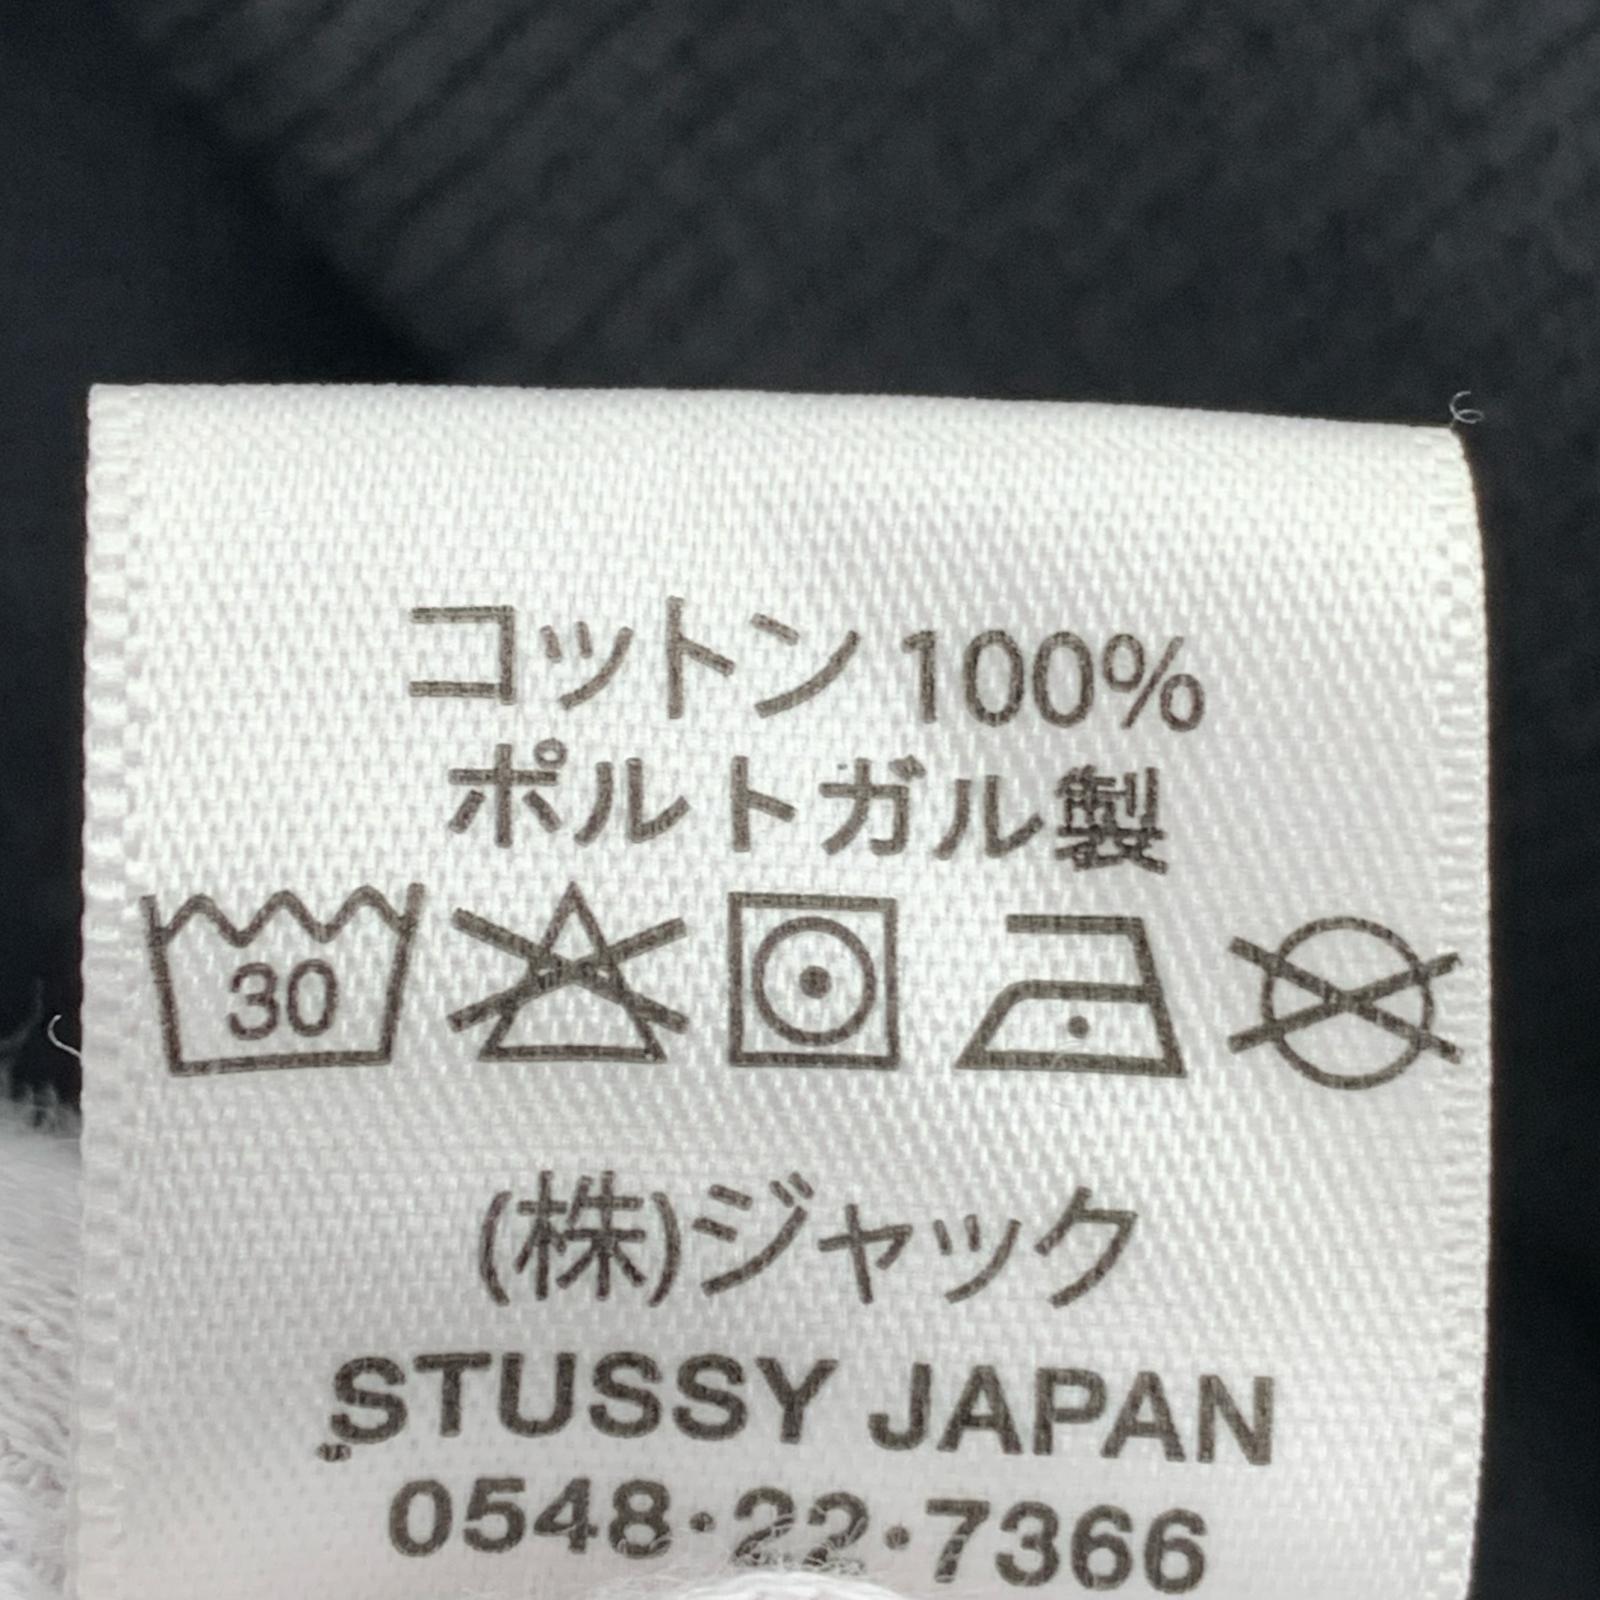 コットン 100%
ポルトガル製
30
(株)ジャック
STUSSY JAPAN
0548・22・7366